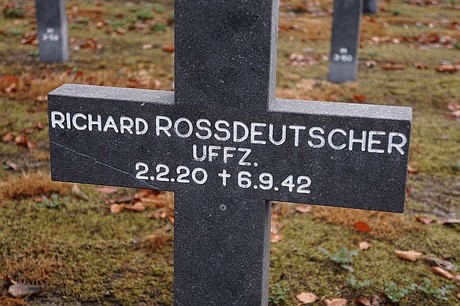 RICHARD ROSSDEUTSCHER
UFFZ.
2.2.20 † 6.9.42